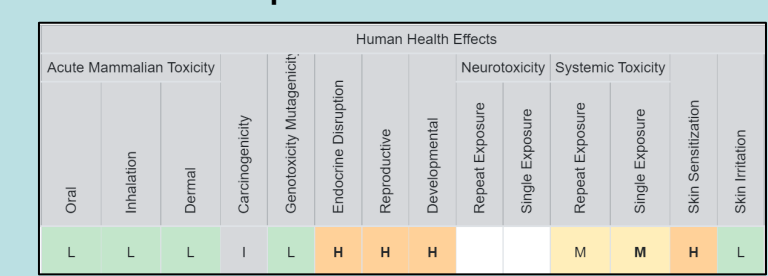 Human Health Effects
Acute Mammalian Toxicity Neurotoxicity Systemic Toxicity
Oral
Inhalation
Dermal
Carcinogenicity
Genotoxicity Mutagenicity
Endocrine Disruption
Reproductive
Developmental
Repeat Exposure
Single Exposure
Repeat Exposure
Single Exposure
Skin Sensitization
Skin Irritation
L L L I L H H H M M H L